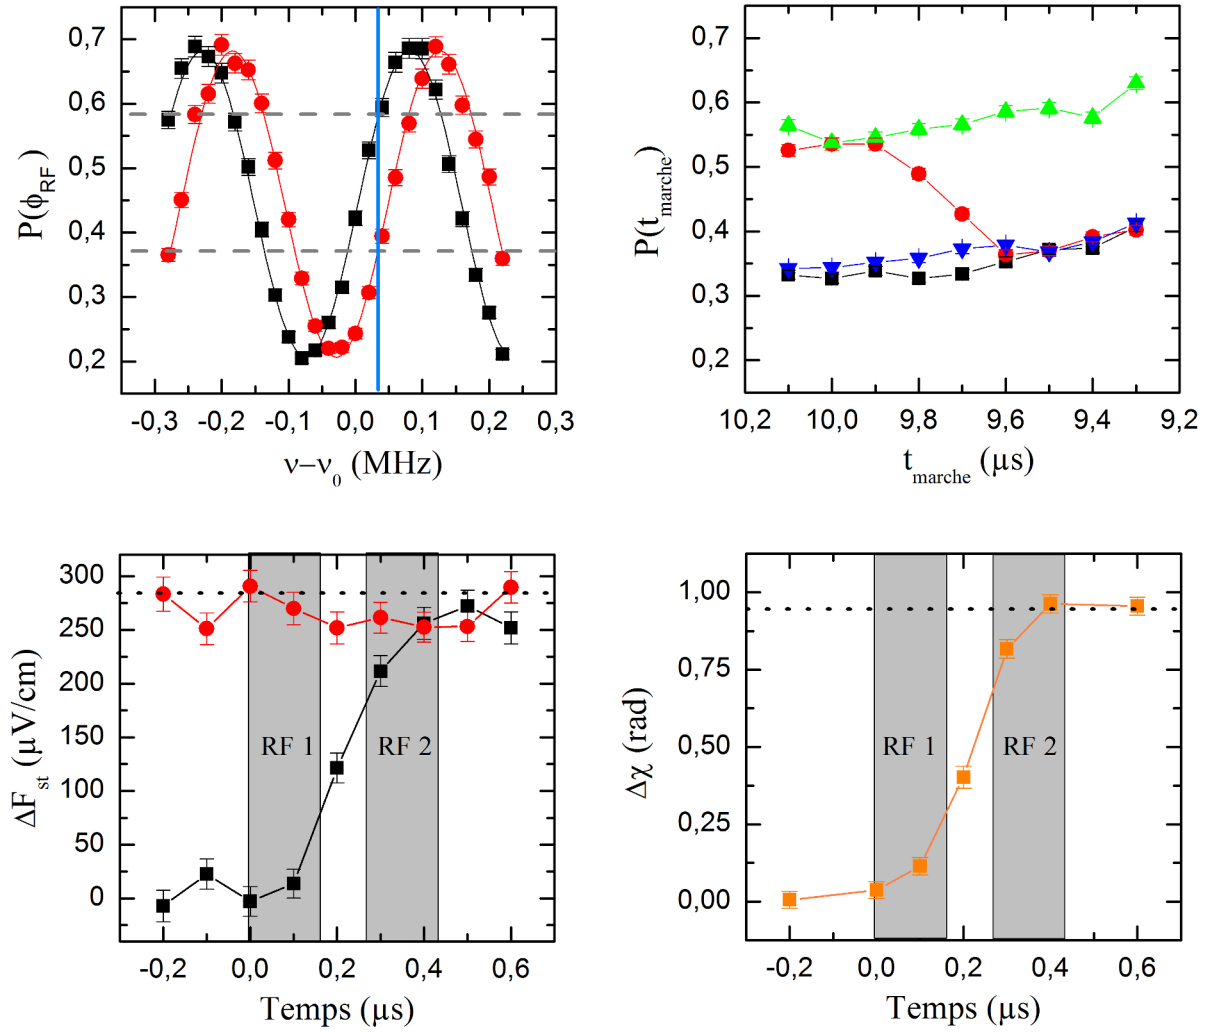 P(ϕRF)
0,7
0,6
0,5
0,4
0,3
0,2
-0,3 -0,2 -0,1 0,0 0,1 0,2 0,3
ν−ν0 (MHz)
P(tmarche)
0,7
0,6
0,5
0,4
0,3
0,2
10,2 10,0 9,8 9,6 9,4 9,2
tmarche (µs)
ΔFst (µV/cm)
300
250
200
150
100
50
0
RF 1 RF 2
-0,2 0,0 0,2 0,4 0,6
Temps (µs)
Δχ (rad)
1,00
0,75
0,50
0,25
0,00
RF 1 RF 2
-0,2 0,0 0,2 0,4 0,6
Temps (µs)